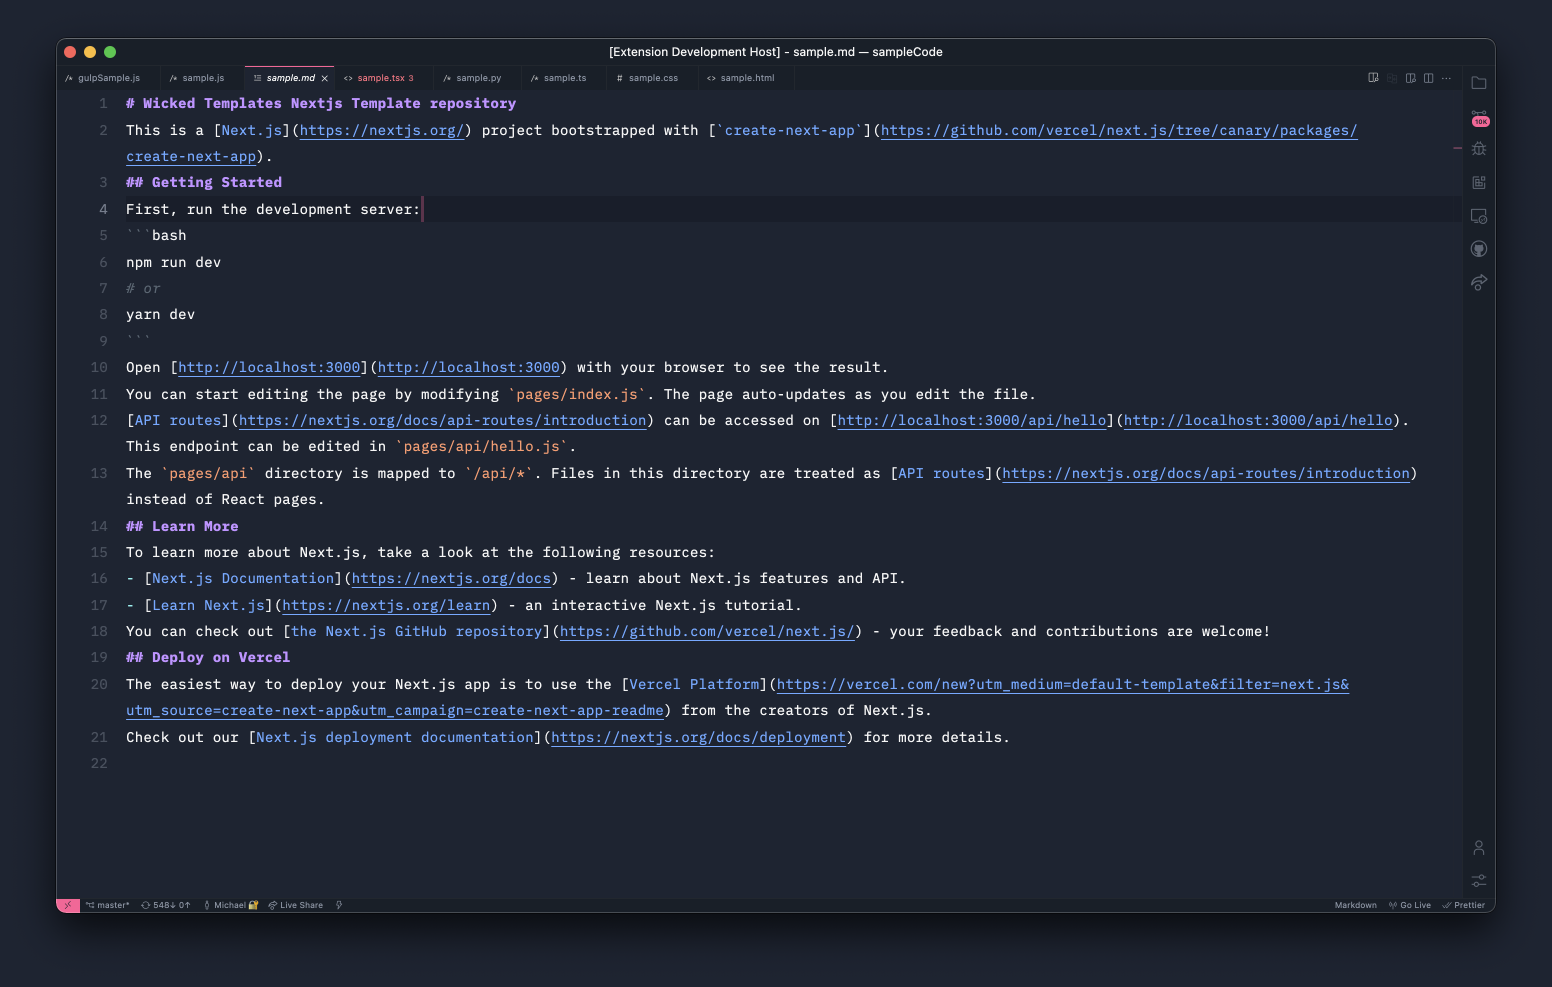 [Extension Development Host] - sample.md — sampleCode
gulpSample.js sample.js sample.md sample.tsx 3 sample.py sample.ts # sample.css <> sample.html
1 # Wicked Templates Nextjs Template repository
2 This is a [Next.js](https://nextjs.org/) project bootstrapped with [`create-next-app`](https://github.com/vercel/next.js/tree/canary/packages/
create-next-app).
10K
3 ## Getting Started
4 First, run the development server:
5 ```bash
6 npm run dev
7 # or
8 yarn dev
9 ```
10 Open [http://localhost:3000](http://localhost:3000) with your browser to see the result.
11 You can start editing the page by modifying `pages/index.js`. The page auto-updates as you edit the file.
12 [API routes](https://nextjs.org/docs/api-routes/introduction) can be accessed on [http://localhost:3000/api/hello](http://localhost:3000/api/hello).
This endpoint can be edited in `pages/api/hello.js`.
13 The `pages/api` directory is mapped to `/api/*`. Files in this directory are treated as [API routes](https://nextjs.org/docs/api-routes/introduction)
instead of React pages.
14 ## Learn More
15 To learn more about Next.js, take a look at the following resources:
16 - [Next.js Documentation](https://nextjs.org/docs) - learn about Next.js features and API.
17 - [Learn Next.js](https://nextjs.org/learn) - an interactive Next.js tutorial.
18 You can check out [the Next.js GitHub repository](https://github.com/vercel/next.js/) - your feedback and contributions are welcome!
19 ## Deploy on Vercel
20 The easiest way to deploy your Next.js app is to use the [Vercel Platform](https://vercel.com/new?utm_medium=default-template&filter=next.js&
utm_source=create-next-app&utm_campaign=create-next-app-readme) from the creators of Next.js.
21 Check out our [Next.js deployment documentation](https://nextjs.org/docs/deployment) for more details.
22
master* 548↓ 0↑ Michael 🔐 Live Share Markdown Go Live Prettier